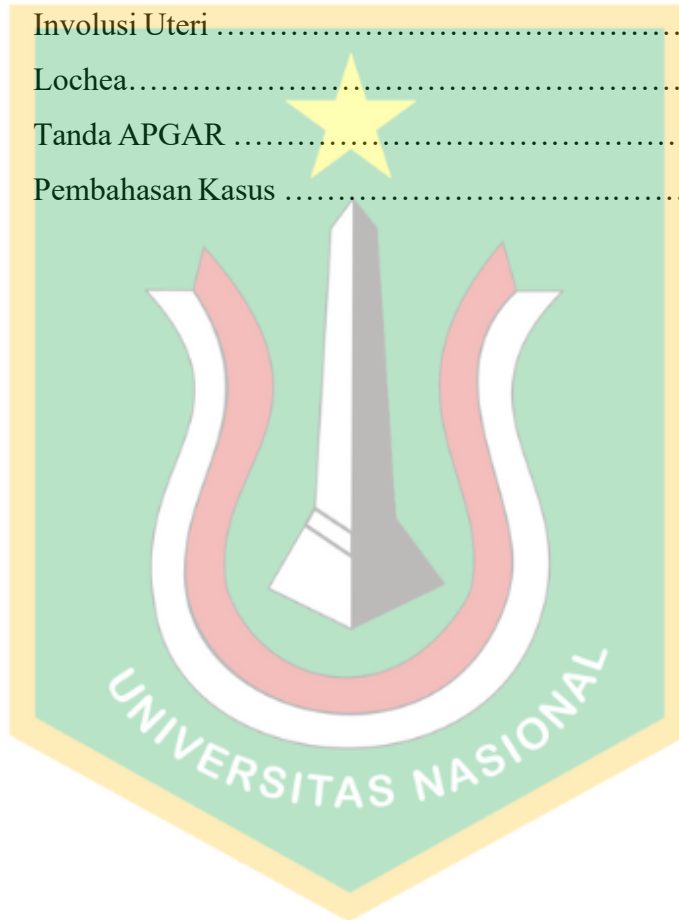 Involusi Uteri ……………………………………
Lochea……………………………………………
Tanda APGAR ……………………………………
Pembahasan Kasus ……………………………..……
UNIVERSITAS NASIONAL